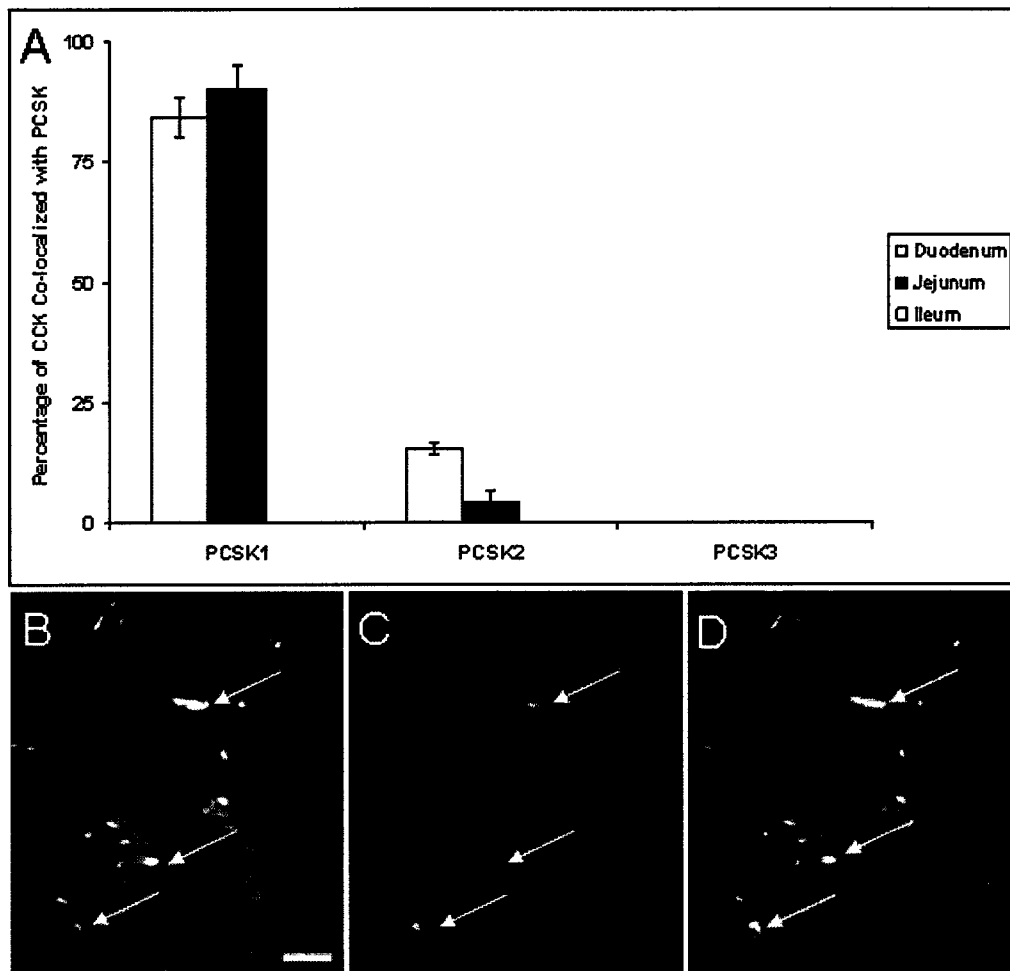 A
100
75
50
25
0
Percentage of CCK Co-localized with PCSK
PCSK1
PCSK2
PCSK3
Duodenum
Jejunum
Ileum
B
C
D